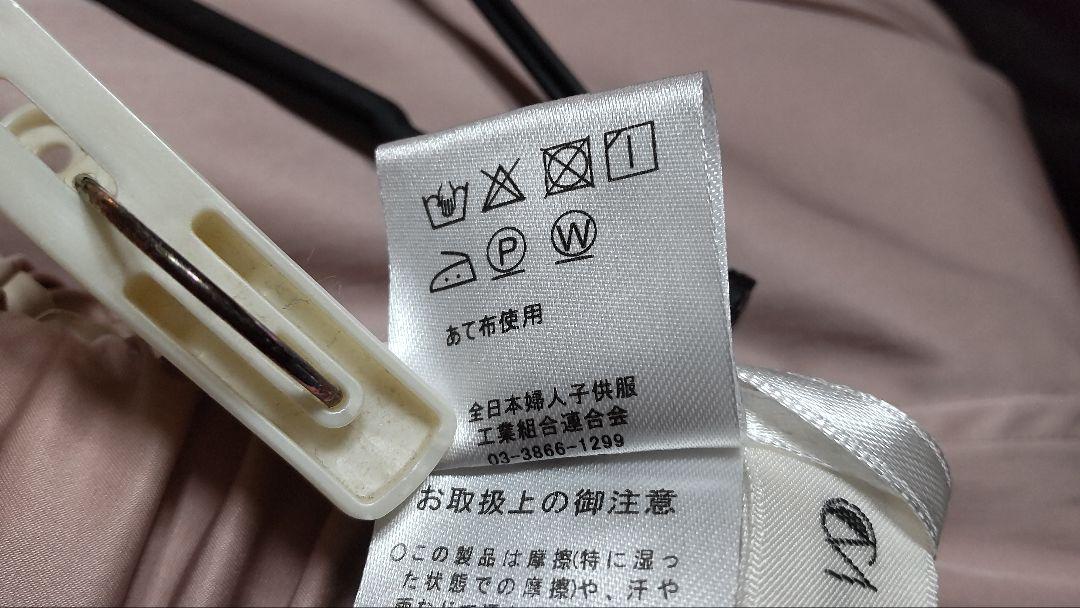 P W
あて布使用
全日本婦人子供服
工業組合連合会
03-3866-1299
お取扱上の御注意
○この製品は摩擦(特に湿っ
た状態での摩擦)や、汗や